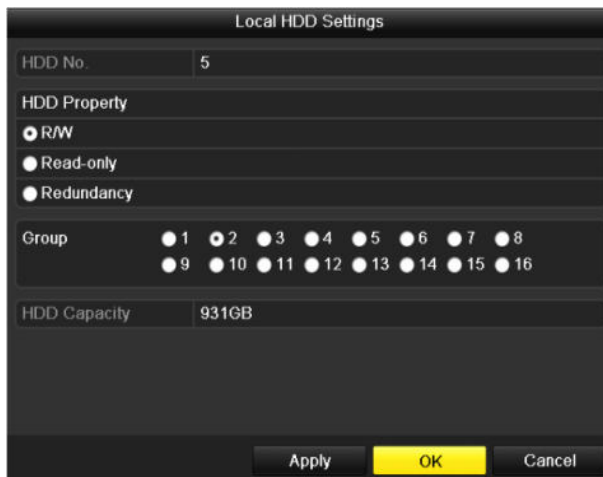 Local HDD Settings
HDD No. 5
HDD Property
R/W
Read-only
Redundancy
Group 1 2 3 4 5 6 7 8
9 10 11 12 13 14 15 16
HDD Capacity 931GB
Apply OK Cancel